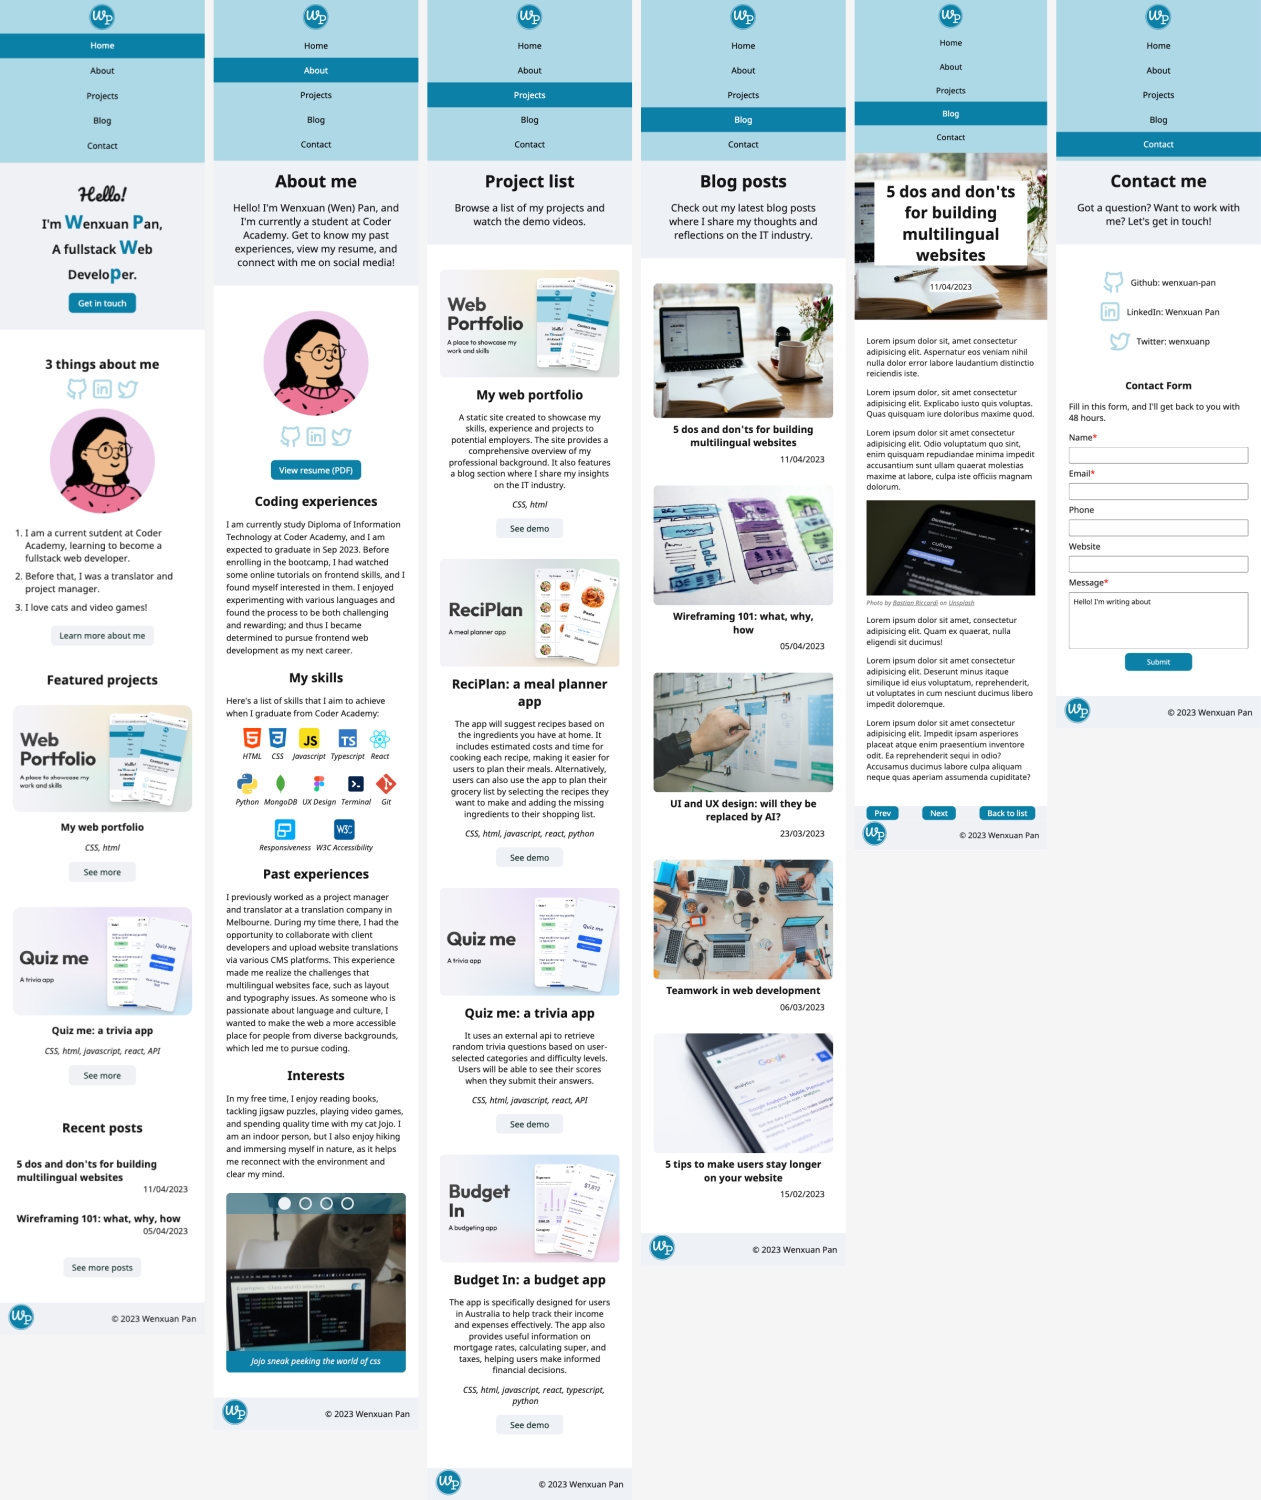 WP
Home
About
Projects
Blog
Contact
Hello!
I'm Wenxuan Pan,
A fullstack Web
Developer.
Get in touch
3 things about me
1. I am a current sutdent at Coder
Academy, learning to become a
fullstack web developer.
2. Before that, I was a translator and
project manager.
3. I love cats and video games!
Learn more about me
Featured projects
Web
Portfolio
A place to showcase my
work and skills
My web portfolio
CSS, html
See more
Quiz me
A trivia app
Quiz me: a trivia app
CSS, html, javascript, react, API
See more
Recent posts
5 dos and don'ts for building
multilingual websites
11/04/2023
Wireframing 101: what, why, how
05/04/2023
See more posts
WP
© 2023 Wenxuan Pan
WP
Home
About
Projects
Blog
Contact
About me
Hello! I'm Wenxuan (Wen) Pan, and
I'm currently a student at Coder
Academy. Get to know my past
experiences, view my resume, and
connect with me on social media!
View resume (PDF)
Coding experiences
I am currently study Diploma of Information
Technology at Coder Academy, and I am
expected to graduate in Sep 2023. Before
enrolling in the bootcamp, I had watched
some online tutorials on frontend skills, and I
found myself interested in them. I enjoyed
experimenting with various languages and
found the process to be both challenging
and rewarding; and thus I became
determined to pursue frontend web
development as my next career.
My skills
Here's a list of skills that I aim to achieve
when I graduate from Coder Academy:
HTML CSS Javascript Typescript React
Python MongoDB UX Design Terminal Git
Responsiveness W3C Accessibility
Past experiences
I previously worked as a project manager
and translator at a translation company in
Melbourne. During my time there, I had the
opportunity to collaborate with client
developers and upload website translations
via various CMS platforms. This experience
made me realize the challenges that
multilingual websites face, such as layout
and typography issues. As someone who is
passionate about language and culture, I
wanted to make the web a more accessible
place for people from diverse backgrounds,
which led me to pursue coding.
Interests
In my free time, I enjoy reading books,
tackling jigsaw puzzles, playing video games,
and spending quality time with my cat Jojo. I
am an indoor person, but I also enjoy hiking
and immersing myself in nature, as it helps
me reconnect with the environment and
clear my mind.
Jojo sneak peeking the world of css
WP
© 2023 Wenxuan Pan
WP
Home
About
Projects
Blog
Contact
Project list
Browse a list of my projects and
watch the demo videos.
Web
Portfolio
A place to showcase my
work and skills
My web portfolio
A static site created to showcase my
skills, experience and projects to
potential employers. The site provides a
comprehensive overview of my
professional background. It also features
a blog section where I share my insights
on the IT industry.
CSS, html
See demo
ReciPlan
A meal planner app
ReciPlan: a meal planner
app
The app will suggest recipes based on
the ingredients you have at home. It
includes estimated costs and time for
cooking each recipe, making it easier for
users to plan their meals. Alternatively,
users can also use the app to plan their
grocery list by selecting the recipes they
want to make and adding the missing
ingredients to their shopping list.
CSS, html, javascript, react, python
See demo
Quiz me
A trivia app
Quiz me: a trivia app
It uses an external api to retrieve
random trivia questions based on user-
selected categories and difficulty levels.
Users will be able to see their scores
when they submit their answers.
CSS, html, javascript, react, API
See demo
Budget
In
A budgeting app
Budget In: a budget app
The app is specifically designed for users
in Australia to help track their income
and expenses effectively. The app also
provides useful information on
mortgage rates, calculating super, and
taxes, helping users make informed
financial decisions.
CSS, html, javascript, react, typescript,
python
See demo
WP
© 2023 Wenxuan Pan
WP
Home
About
Projects
Blog
Contact
Blog posts
Check out my latest blog posts
where I share my thoughts and
reflections on the IT industry.
5 dos and don'ts for building
multilingual websites
11/04/2023
Wireframing 101: what, why,
how
05/04/2023
UI and UX design: will they be
replaced by AI?
23/03/2023
Teamwork in web development
06/03/2023
Google
analytics
5 tips to make users stay longer
on your website
15/02/2023
WP
© 2023 Wenxuan Pan
WP
Home
About
Projects
Blog
Contact
5 dos and don'ts
for building
multilingual
websites
11/04/2023
Lorem ipsum dolor sit, amet consectetur
adipisicing elit. Aspernatur eos veniam nihil
nulla dolor error labore laudantium distinctio
reiciendis iste.
Lorem ipsum dolor, sit amet consectetur
adipisicing elit. Explicabo iusto quis voluptas.
Quas quisquam iure doloribus maxime quod.
Lorem ipsum dolor sit amet consectetur
adipisicing elit. Odio voluptatum quo sint,
enim quisquam repudiandae minima impedit
accusantium sunt ullam quaerat molestias
maxime at labore, culpa iste officiis magnam
dolorum.
Dictionary
culture
Photo by Bastian Riccardi on Unsplash
Lorem ipsum dolor sit amet, consectetur
adipisicing elit. Quam ex quaerat, nulla
eligendi sit ducimus!
Lorem ipsum dolor sit amet consectetur
adipisicing elit. Deserunt minus itaque
similique id eius voluptatum, reprehenderit,
ut voluptates in cum nesciunt ducimus libero
impedit doloremque.
Lorem ipsum dolor sit amet consectetur
adipisicing elit. Impedit ipsam asperiores
placeat atque enim praesentium inventore
odit. Ea reprehenderit sequi in odio?
Accusamus ducimus labore culpa aliquam
neque quas aperiam assumenda cupiditate?
Prev
Next
Back to list
WP
© 2023 Wenxuan Pan
WP
Home
About
Projects
Blog
Contact
Contact me
Got a question? Want to work with
me? Let's get in touch!
Github: wenxuan-pan
LinkedIn: Wenxuan Pan
Twitter: wenxuanp
Contact Form
Fill in this form, and I'll get back to you with
48 hours.
Name*
Email*
Phone
Website
Message*
Hello! I'm writing about
Submit
WP
© 2023 Wenxuan Pan